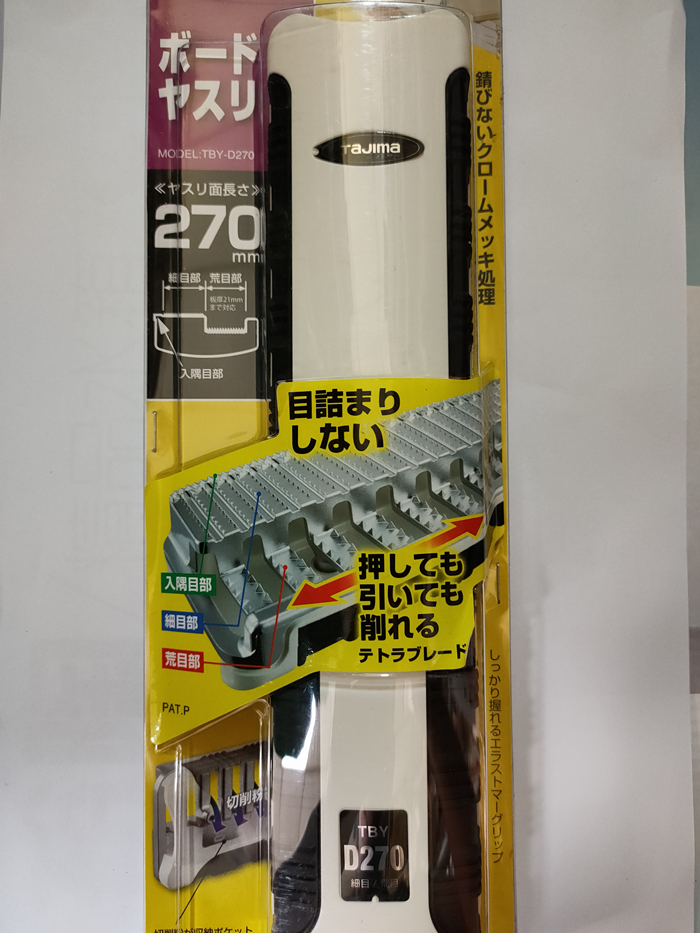 ボード
ヤスリ
MODEL:TBY-D270
≪ヤスリ面長さ≫
270
mm
細目部 荒目部
板厚21mm
まで対応
入隅目部
TaJIma
錆びないクロームメッキ処理
目詰まり
しない
入隅目部
細目部
荒目部
押しても
引いても
削れる
テトラブレード
PAT.P
しっかり握れるエラストマーグリップ
切削粉
TBY
D270
細目/荒目